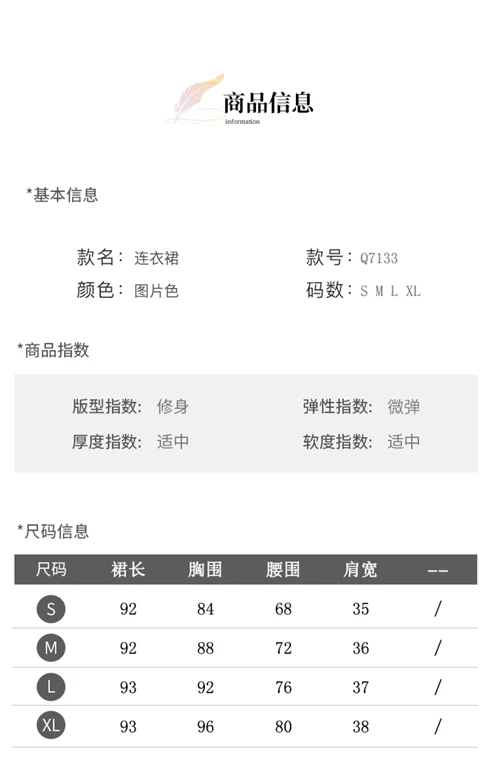 商品信息
information
*基本信息
款名：连衣裙 款号：Q7133
颜色：图片色 码数：S M L XL
*商品指数
版型指数: 修身 弹性指数: 微弹
厚度指数: 适中 软度指数: 适中
*尺码信息
尺码 裙长 胸围 腰围 肩宽 --
S 92 84 68 35 /
M 92 88 72 36 /
L 93 92 76 37 /
XL 93 96 80 38 /